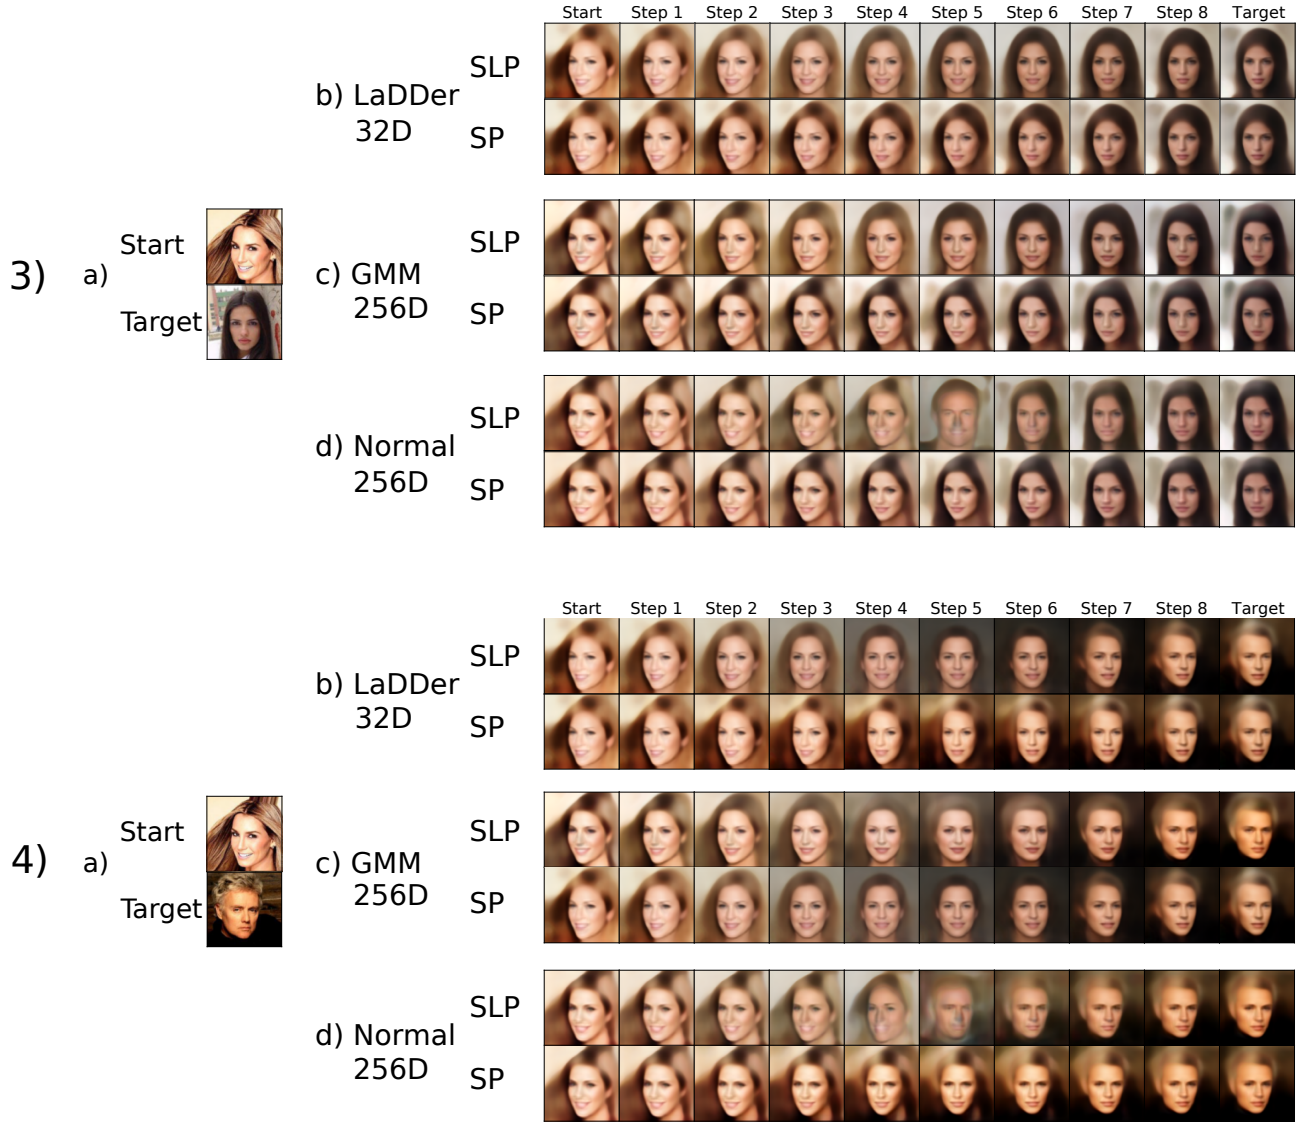 Start Step 1 Step 2 Step 3 Step 4 Step 5 Step 6 Step 7 Step 8 Target
SLP
b) LaDDer
32D
SP
3)
a)
Start
Target
SLP
c) GMM
256D
SP
SLP
d) Normal
256D
SP
Start Step 1 Step 2 Step 3 Step 4 Step 5 Step 6 Step 7 Step 8 Target
SLP
b) LaDDer
32D
SP
4)
a)
Start
Target
SLP
c) GMM
256D
SP
SLP
d) Normal
256D
SP